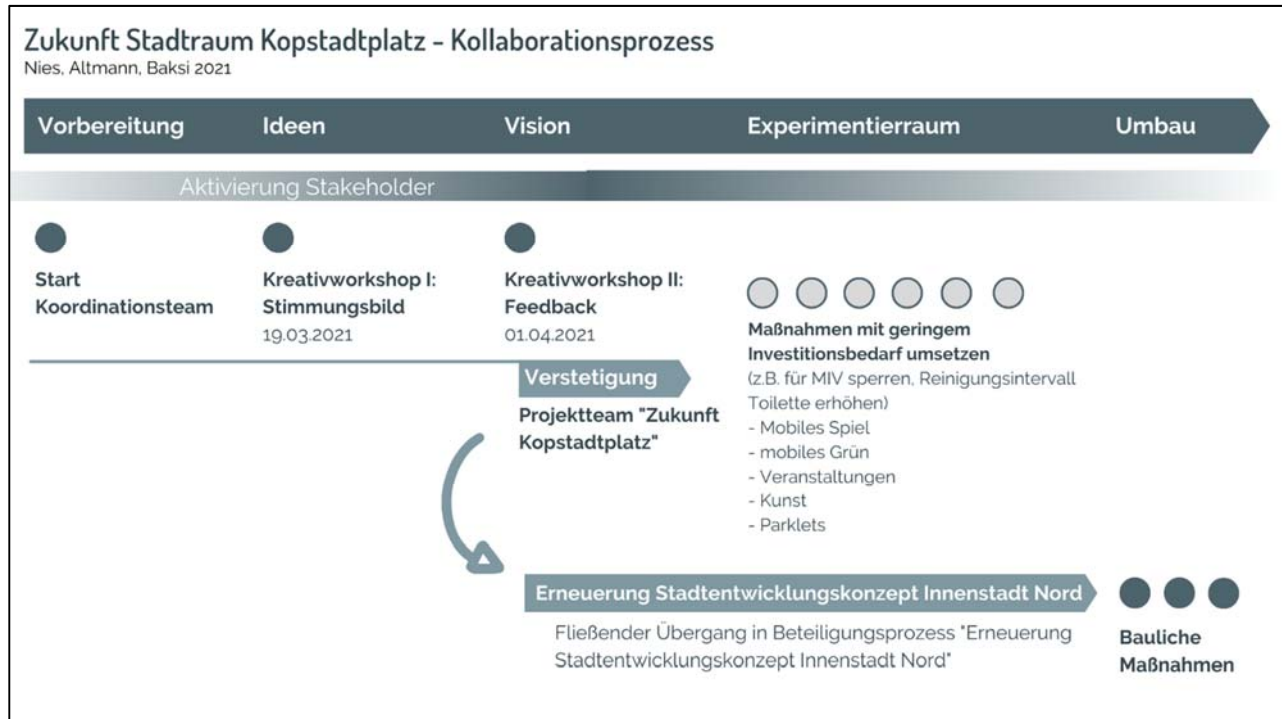 Zukunft Stadtraum Kopstadtplatz - Kollaborationsprozess
Nies, Altmann, Baksi 2021
Vorbereitung
Ideen
Vision
Experimentierraum
Umbau
Aktivierung Stakeholder
Start
Koordinationsteam
Kreativworkshop I:
Stimmungsbild
19.03.2021
Kreativworkshop II:
Feedback
01.04.2021
Maßnahmen mit geringem
Investitionsbedarf umsetzen
(z.B. für MIV sperren, Reinigungsintervall
Toilette erhöhen)
- Mobiles Spiel
- mobiles Grün
- Veranstaltungen
- Kunst
- Parklets
Verstetigung
Projektteam "Zukunft
Kopstadtplatz"
Erneuerung Stadtentwicklungskonzept Innenstadt Nord
Fließender Übergang in Beteiligungsprozess "Erneuerung
Stadtentwicklungskonzept Innenstadt Nord"
Bauliche
Maßnahmen